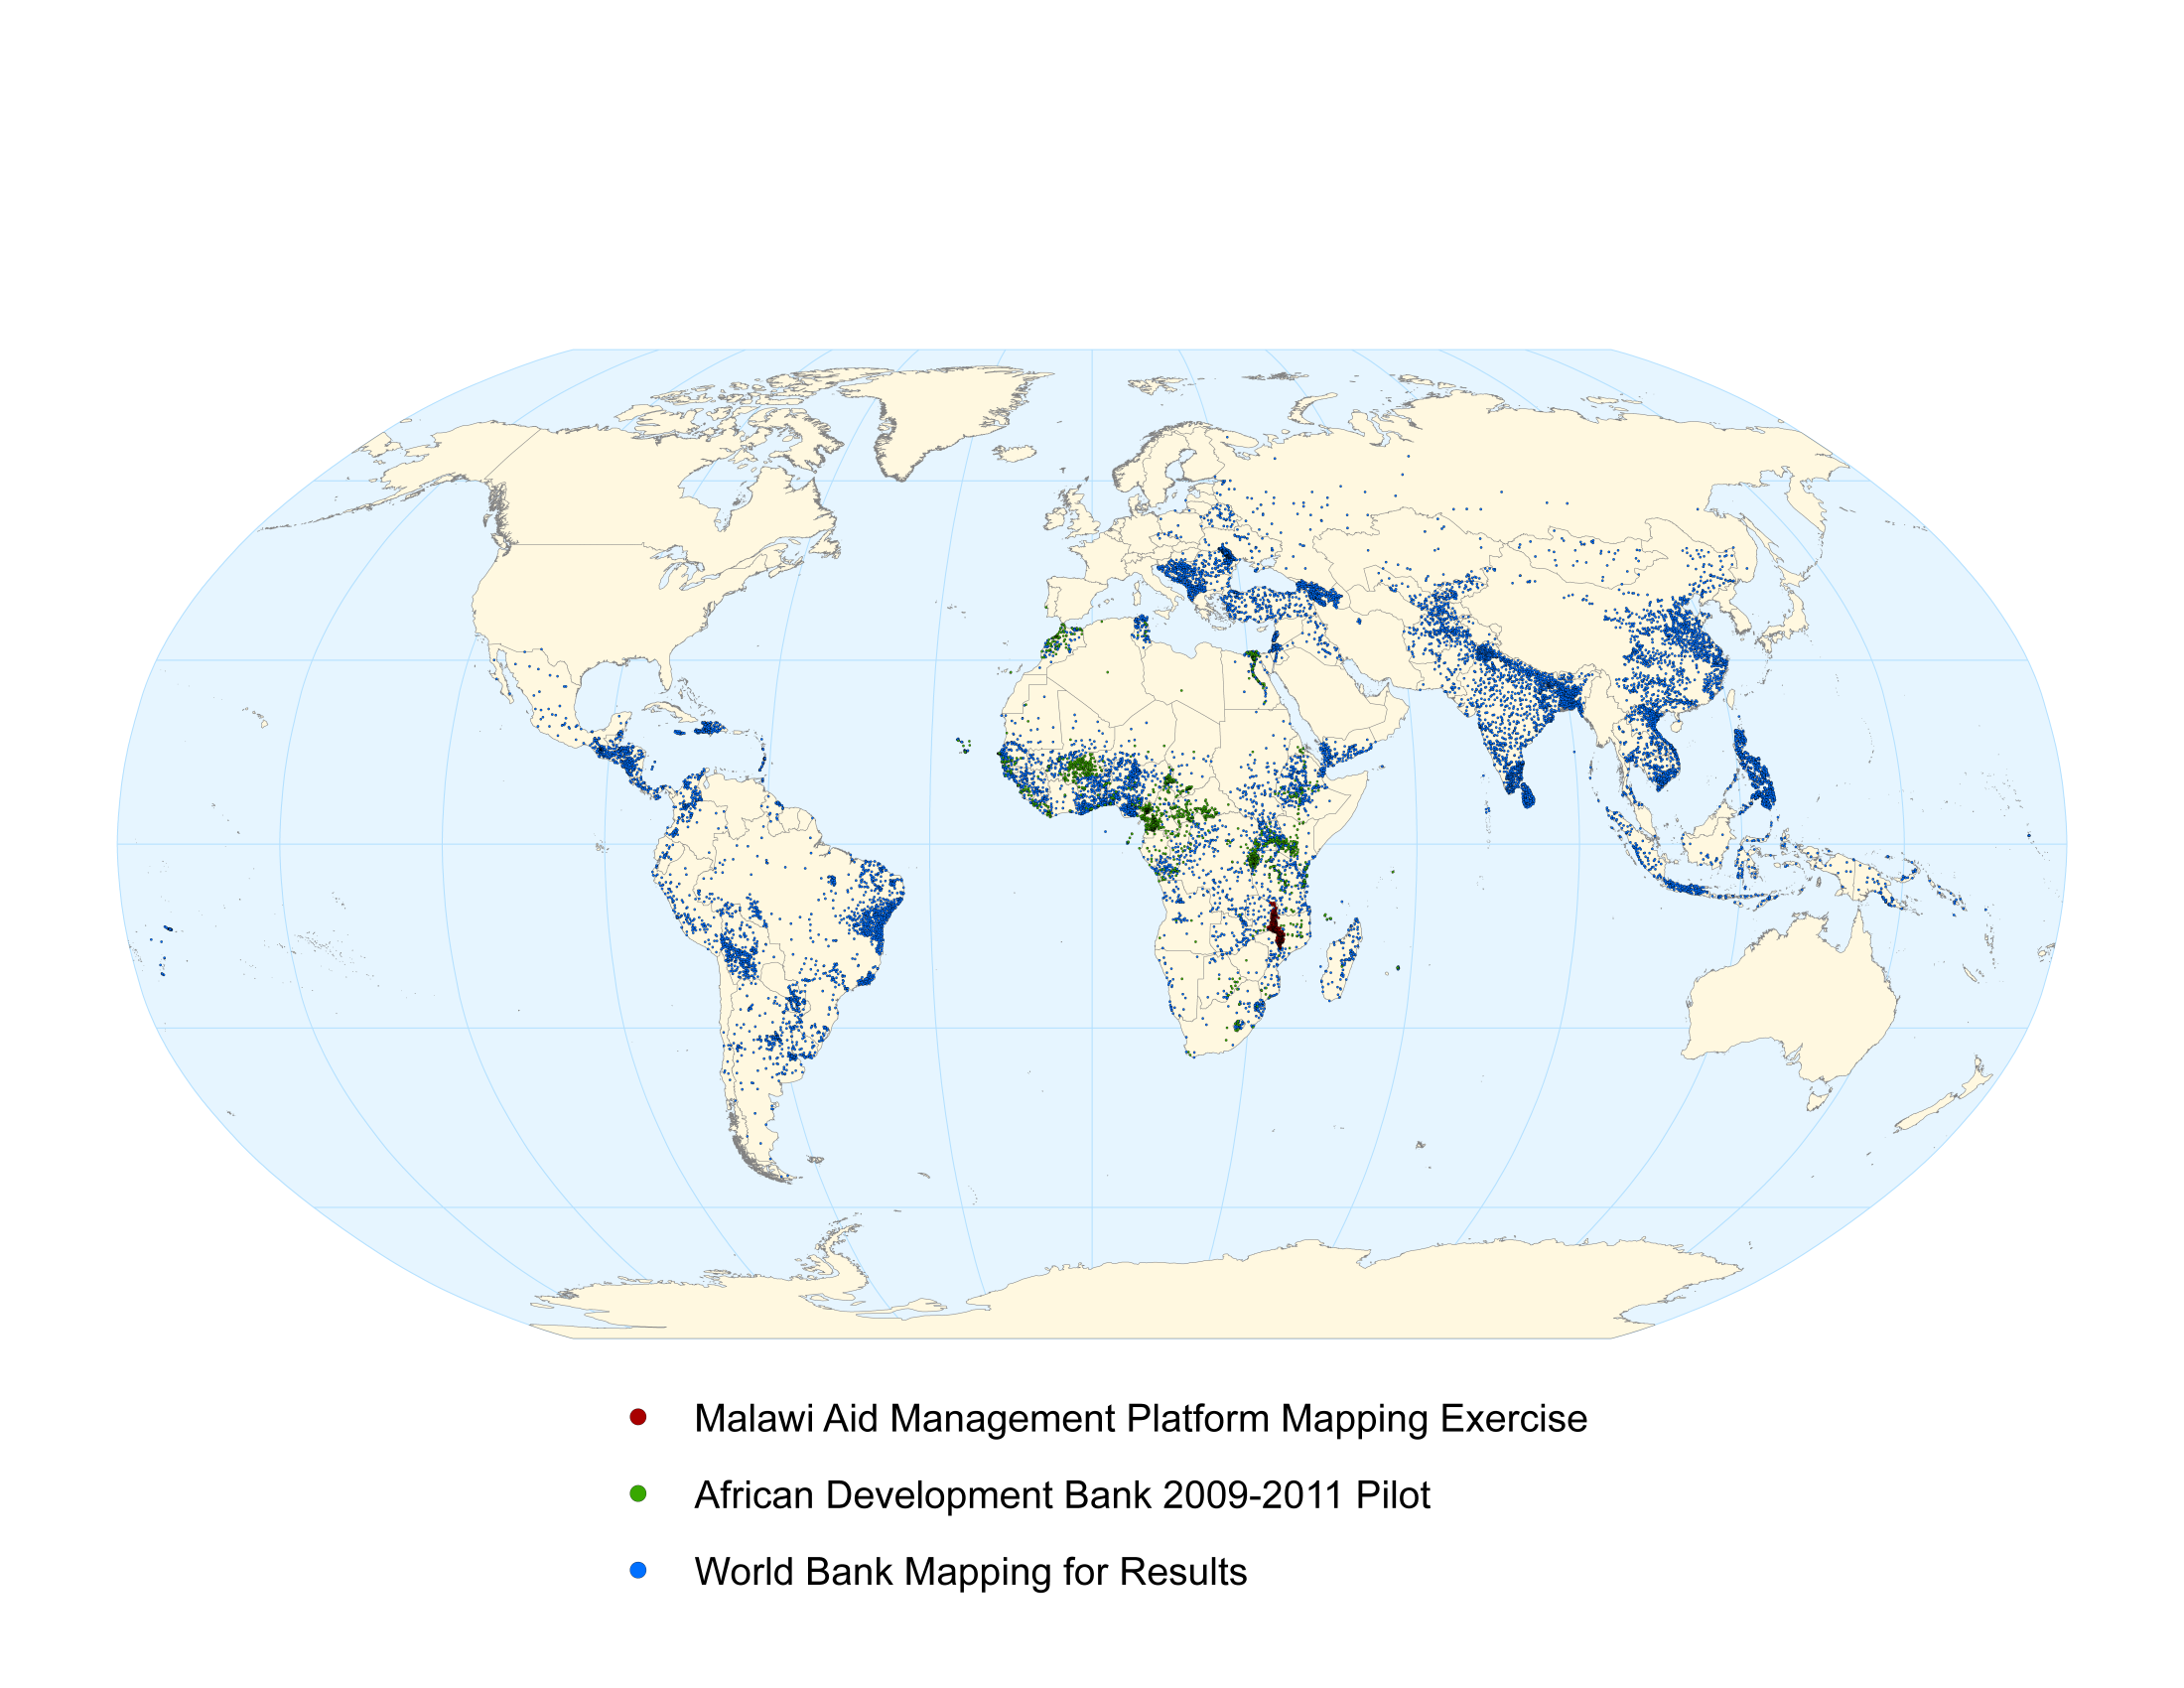 Malawi Aid Management Platform Mapping Exercise
African Development Bank 2009-2011 Pilot
World Bank Mapping for Results